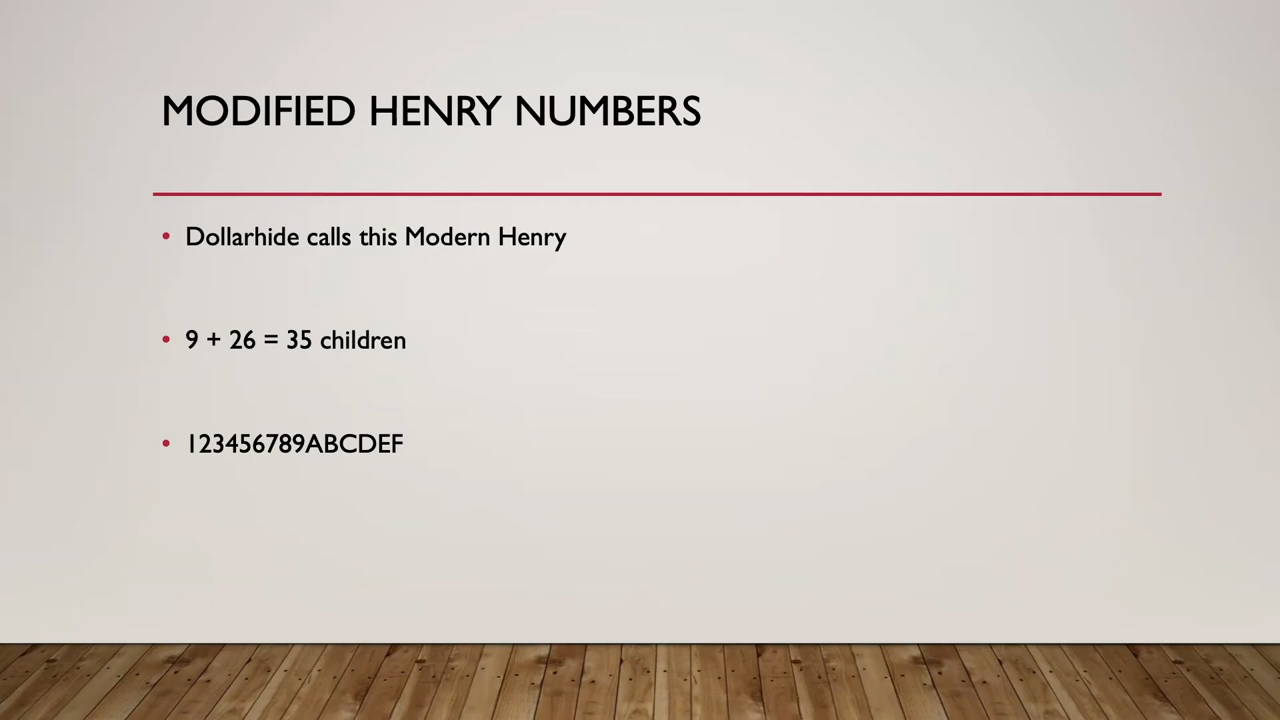 MODIFIED HENRY NUMBERS
• Dollarhide calls this Modern Henry
• 9 + 26 = 35 children
• 123456789ABCDEF